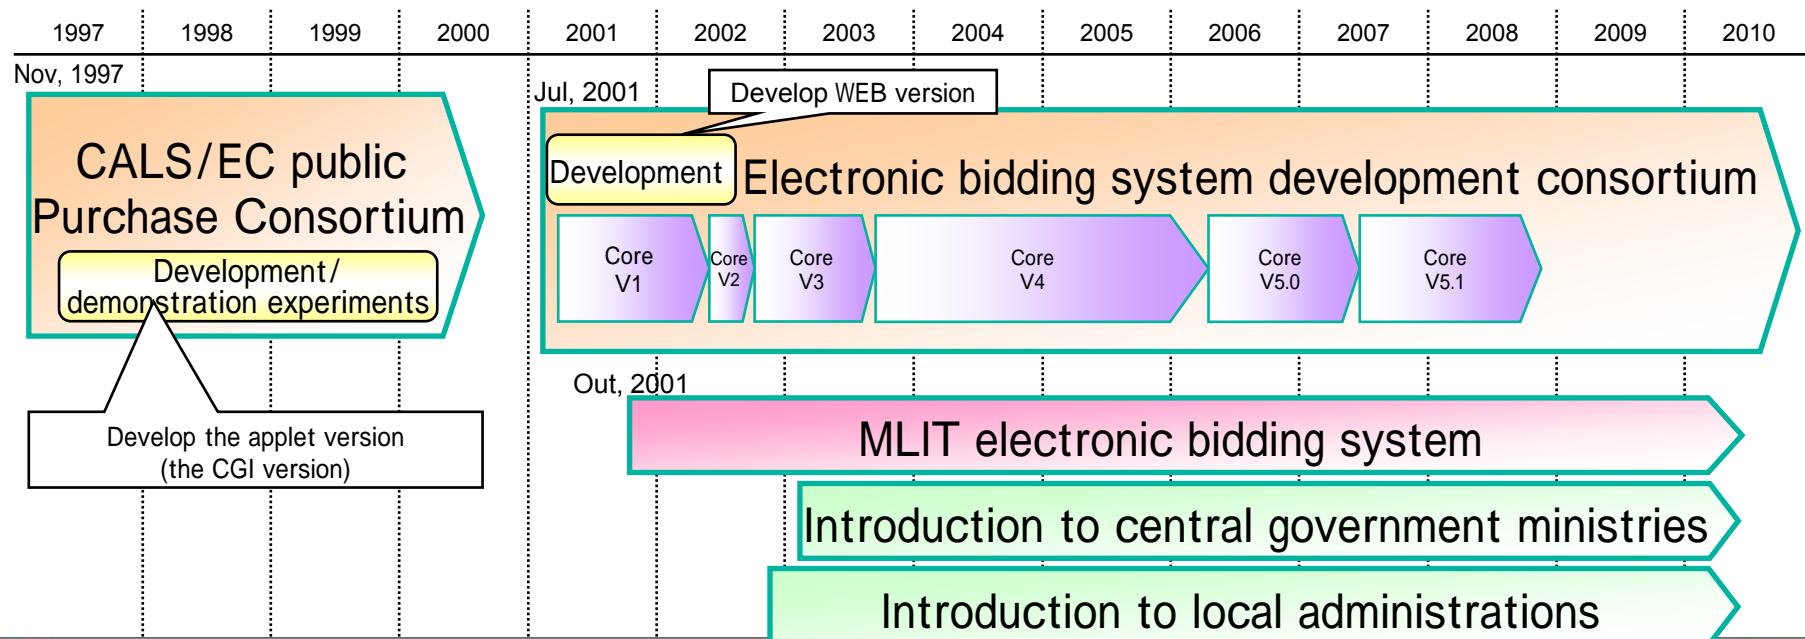 1997 1998 1999 2000 2001 2002 2003 2004 2005 2006 2007 2008 2009 2010
Nov, 1997
CALS/EC public
Purchase Consortium
Development/
demonstration experiments
Develop the applet version
(the CGI version)
Jul, 2001
Develop WEB version
Development
Electronic bidding system development consortium
Core
V1
Core
V2
Core
V3
Core
V4
Core
V5.0
Core
V5.1
Out, 2001
MLIT electronic bidding system
Introduction to central government ministries
Introduction to local administrations